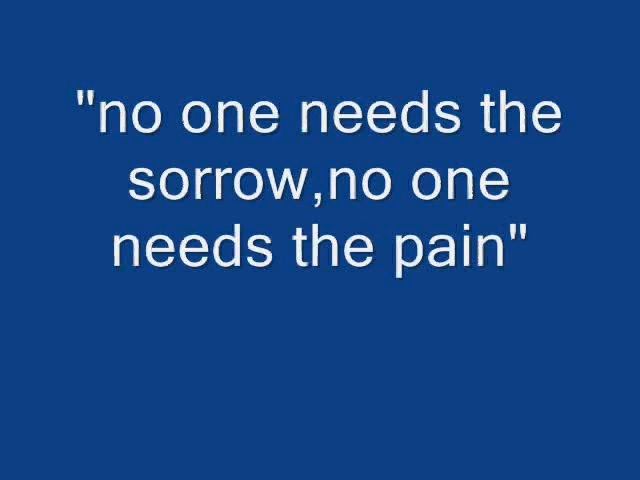 "no one needs the
sorrow,no one
needs the pain"